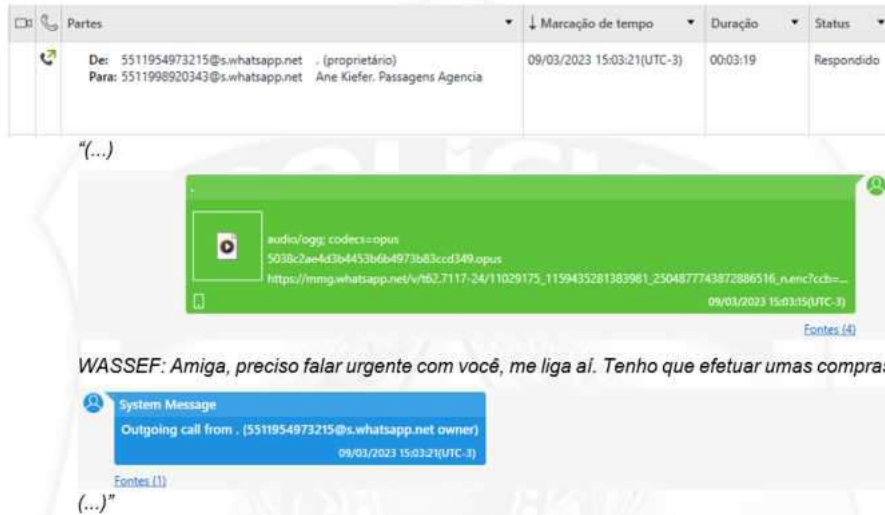 Partes ↓ Marcação de tempo Duração Status
De: 5511954973215@s.whatsapp.net . (proprietário) 09/03/2023 15:03:21(UTC-3) 00:03:19 Respondido
Para: 5511998920343@s.whatsapp.net Ane Kiefer. Passagens Agencia
"(...)
.
audio/ogg; codecs=opus
5038c2ae4d3b4453b6b4973b83ccd349.opus
https://mmg.whatsapp.net/v/t62.7117-24/11029175_1159435281383981_2504877743872886516_n.enc?ccb=...
09/03/2023 15:03:15(UTC-3)
Fontes (4)
WASSEF: Amiga, preciso falar urgente com você, me liga aí. Tenho que efetuar umas compras
System Message
Outgoing call from . (5511954973215@s.whatsapp.net owner)
09/03/2023 15:03:21(UTC-3)
Fontes (1)
(...)"